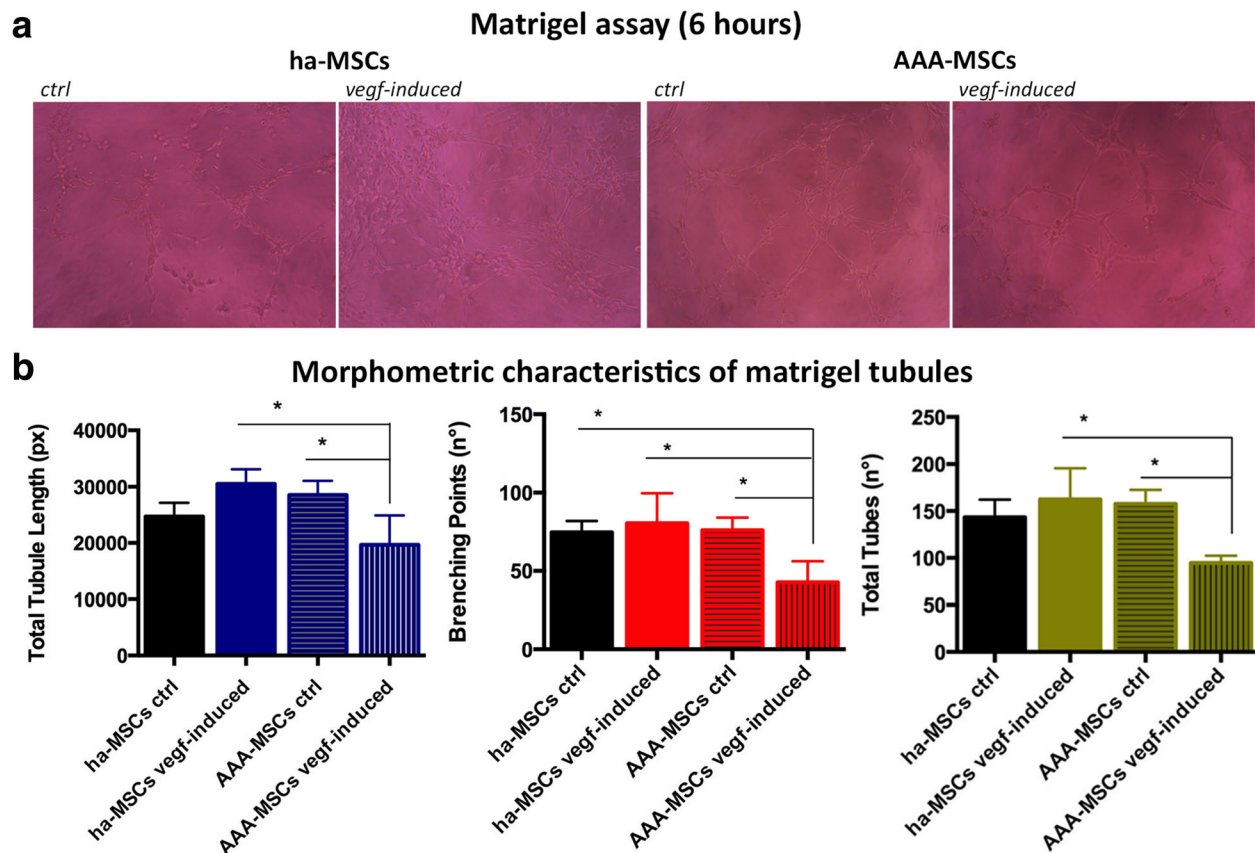 a
Matrigel assay (6 hours)
ha-MSCs
AAA-MSCs
ctrl
vegf-induced
ctrl
vegf-induced
b
Morphometric characteristics of matrigel tubules
Total Tubule Length (px)
40000
30000
20000
10000
0
*
*
ha-MSCs ctrl
ha-MSCs vegf-induced
AAA-MSCs ctrl
AAA-MSCs vegf-induced
Brenching Points (n°)
150
100
50
0
*
*
*
ha-MSCs ctrl
ha-MSCs vegf-induced
AAA-MSCs ctrl
AAA-MSCs vegf-induced
Total Tubes (n°)
250
200
150
100
50
0
*
*
ha-MSCs ctrl
ha-MSCs vegf-induced
AAA-MSCs ctrl
AAA-MSCs vegf-induced